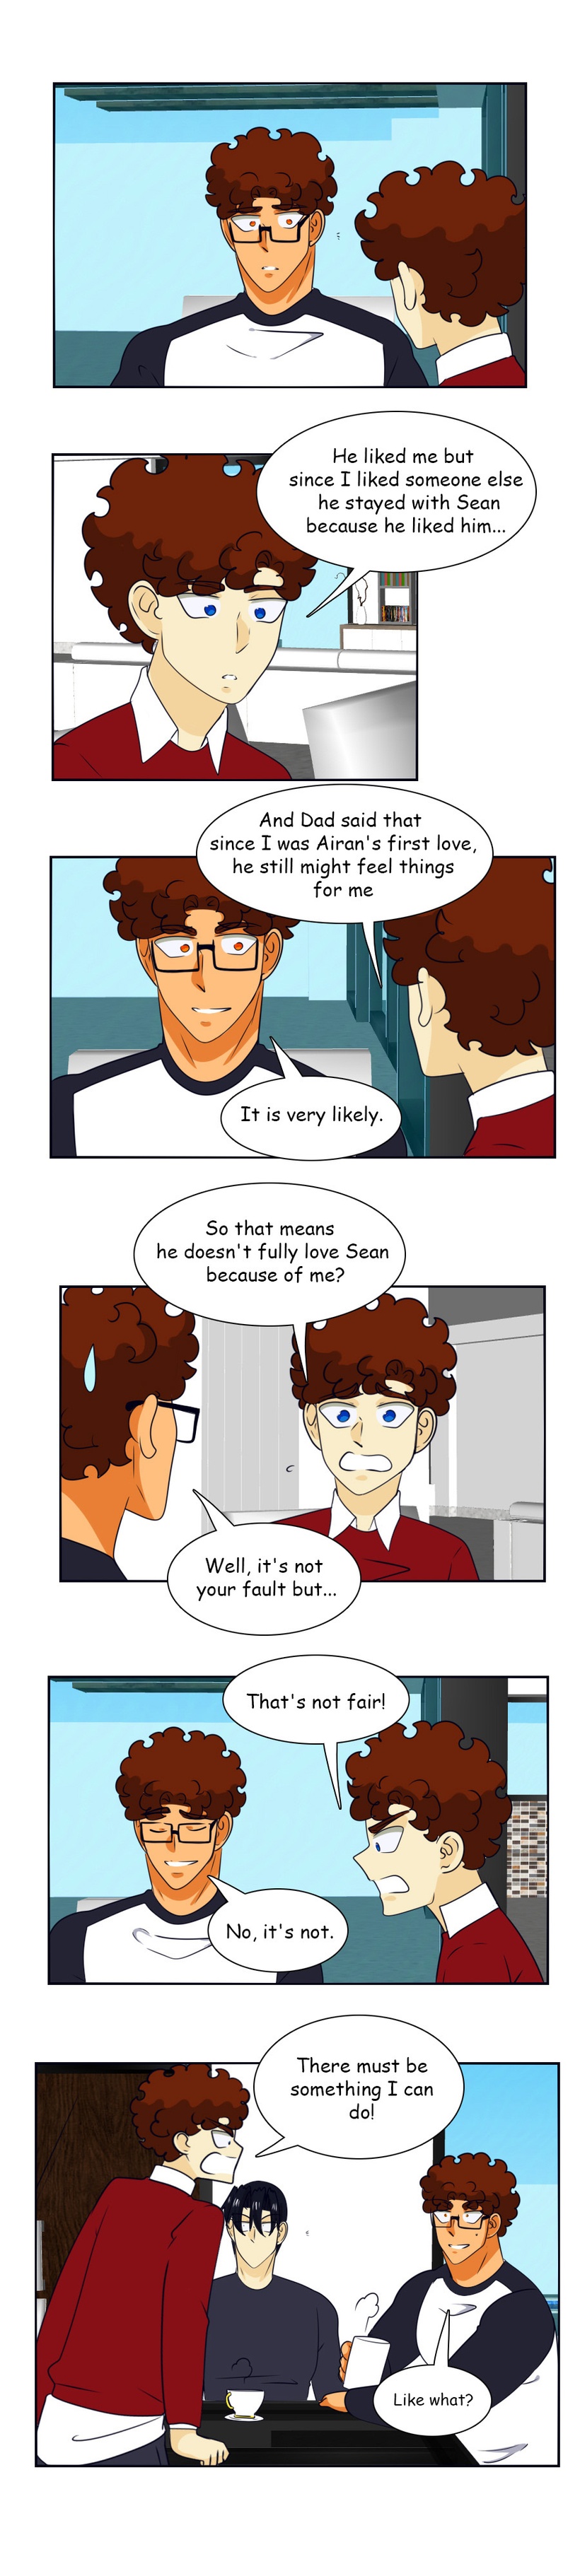 He liked me but
since I liked someone else
he stayed with Sean
because he liked him...
And Dad said that
since I was Airan's first love,
he still might feel things
for me
It is very likely.
So that means
he doesn't fully love Sean
because of me?
Well, it's not
your fault but...
That's not fair!
No, it's not.
There must be
something I can
do!
Like what?